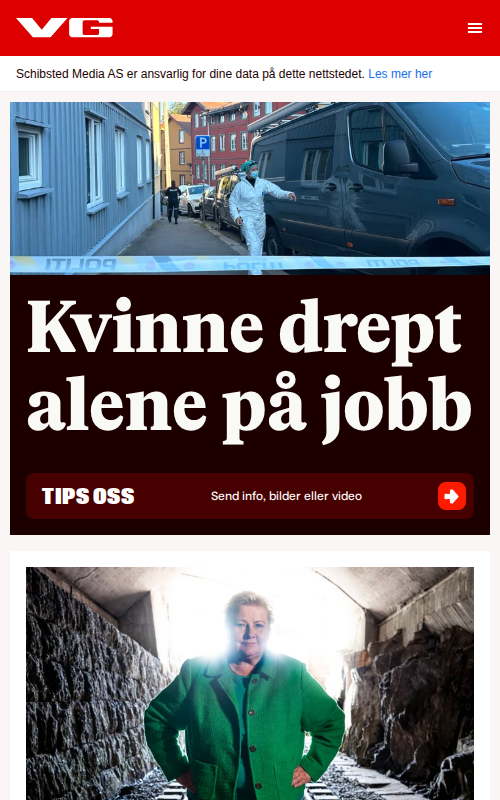 VG
Schibsted Media AS er ansvarlig for dine data på dette nettstedet. Les mer her
P
POLITI
POLITI
POLITI
Kvinne drept
alene på jobb
TIPS OSS
Send info, bilder eller video